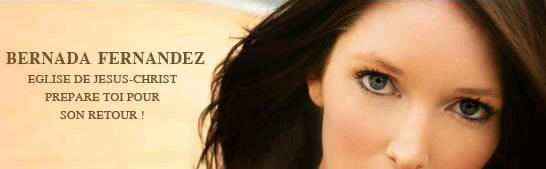 BERNADA FERNANDEZ
EGLISE DE JESUS-CHRIST
PREPARE TOI POUR
SON RETOUR !